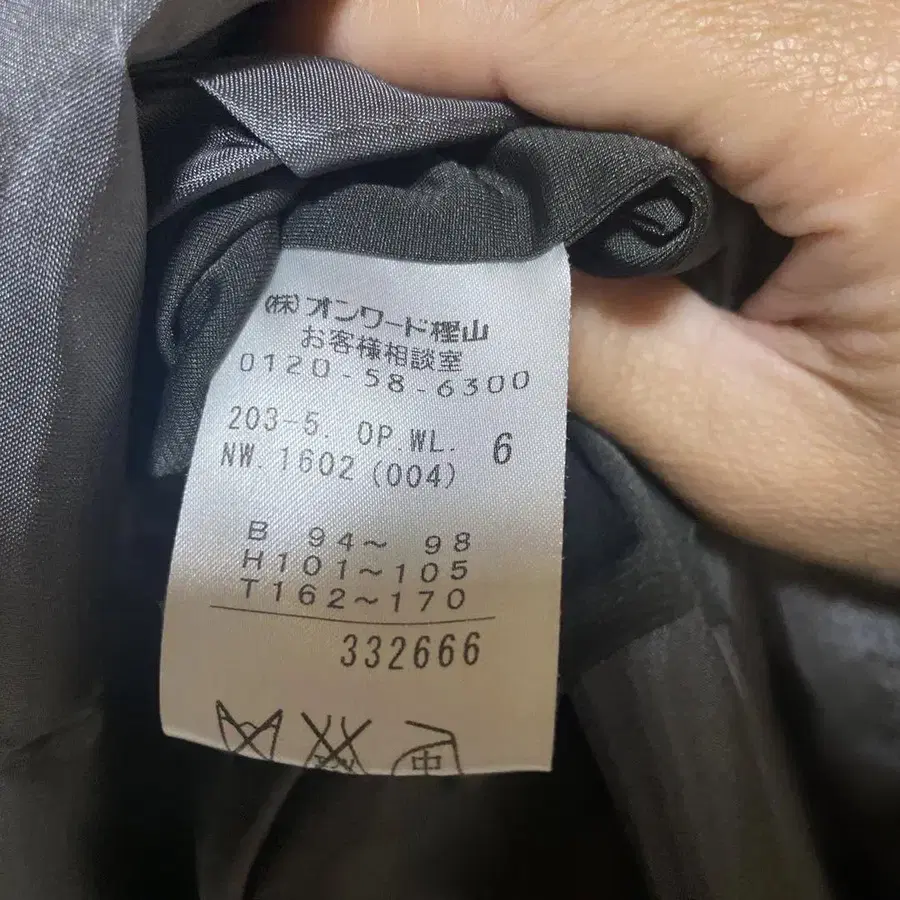 (株)オンワード樫山
お客様相談室
0120-58-6300
203-5. OP.WL. 6
NW. 1602 (004)
B 94～ 98
H101～105
T162～170
332666
中